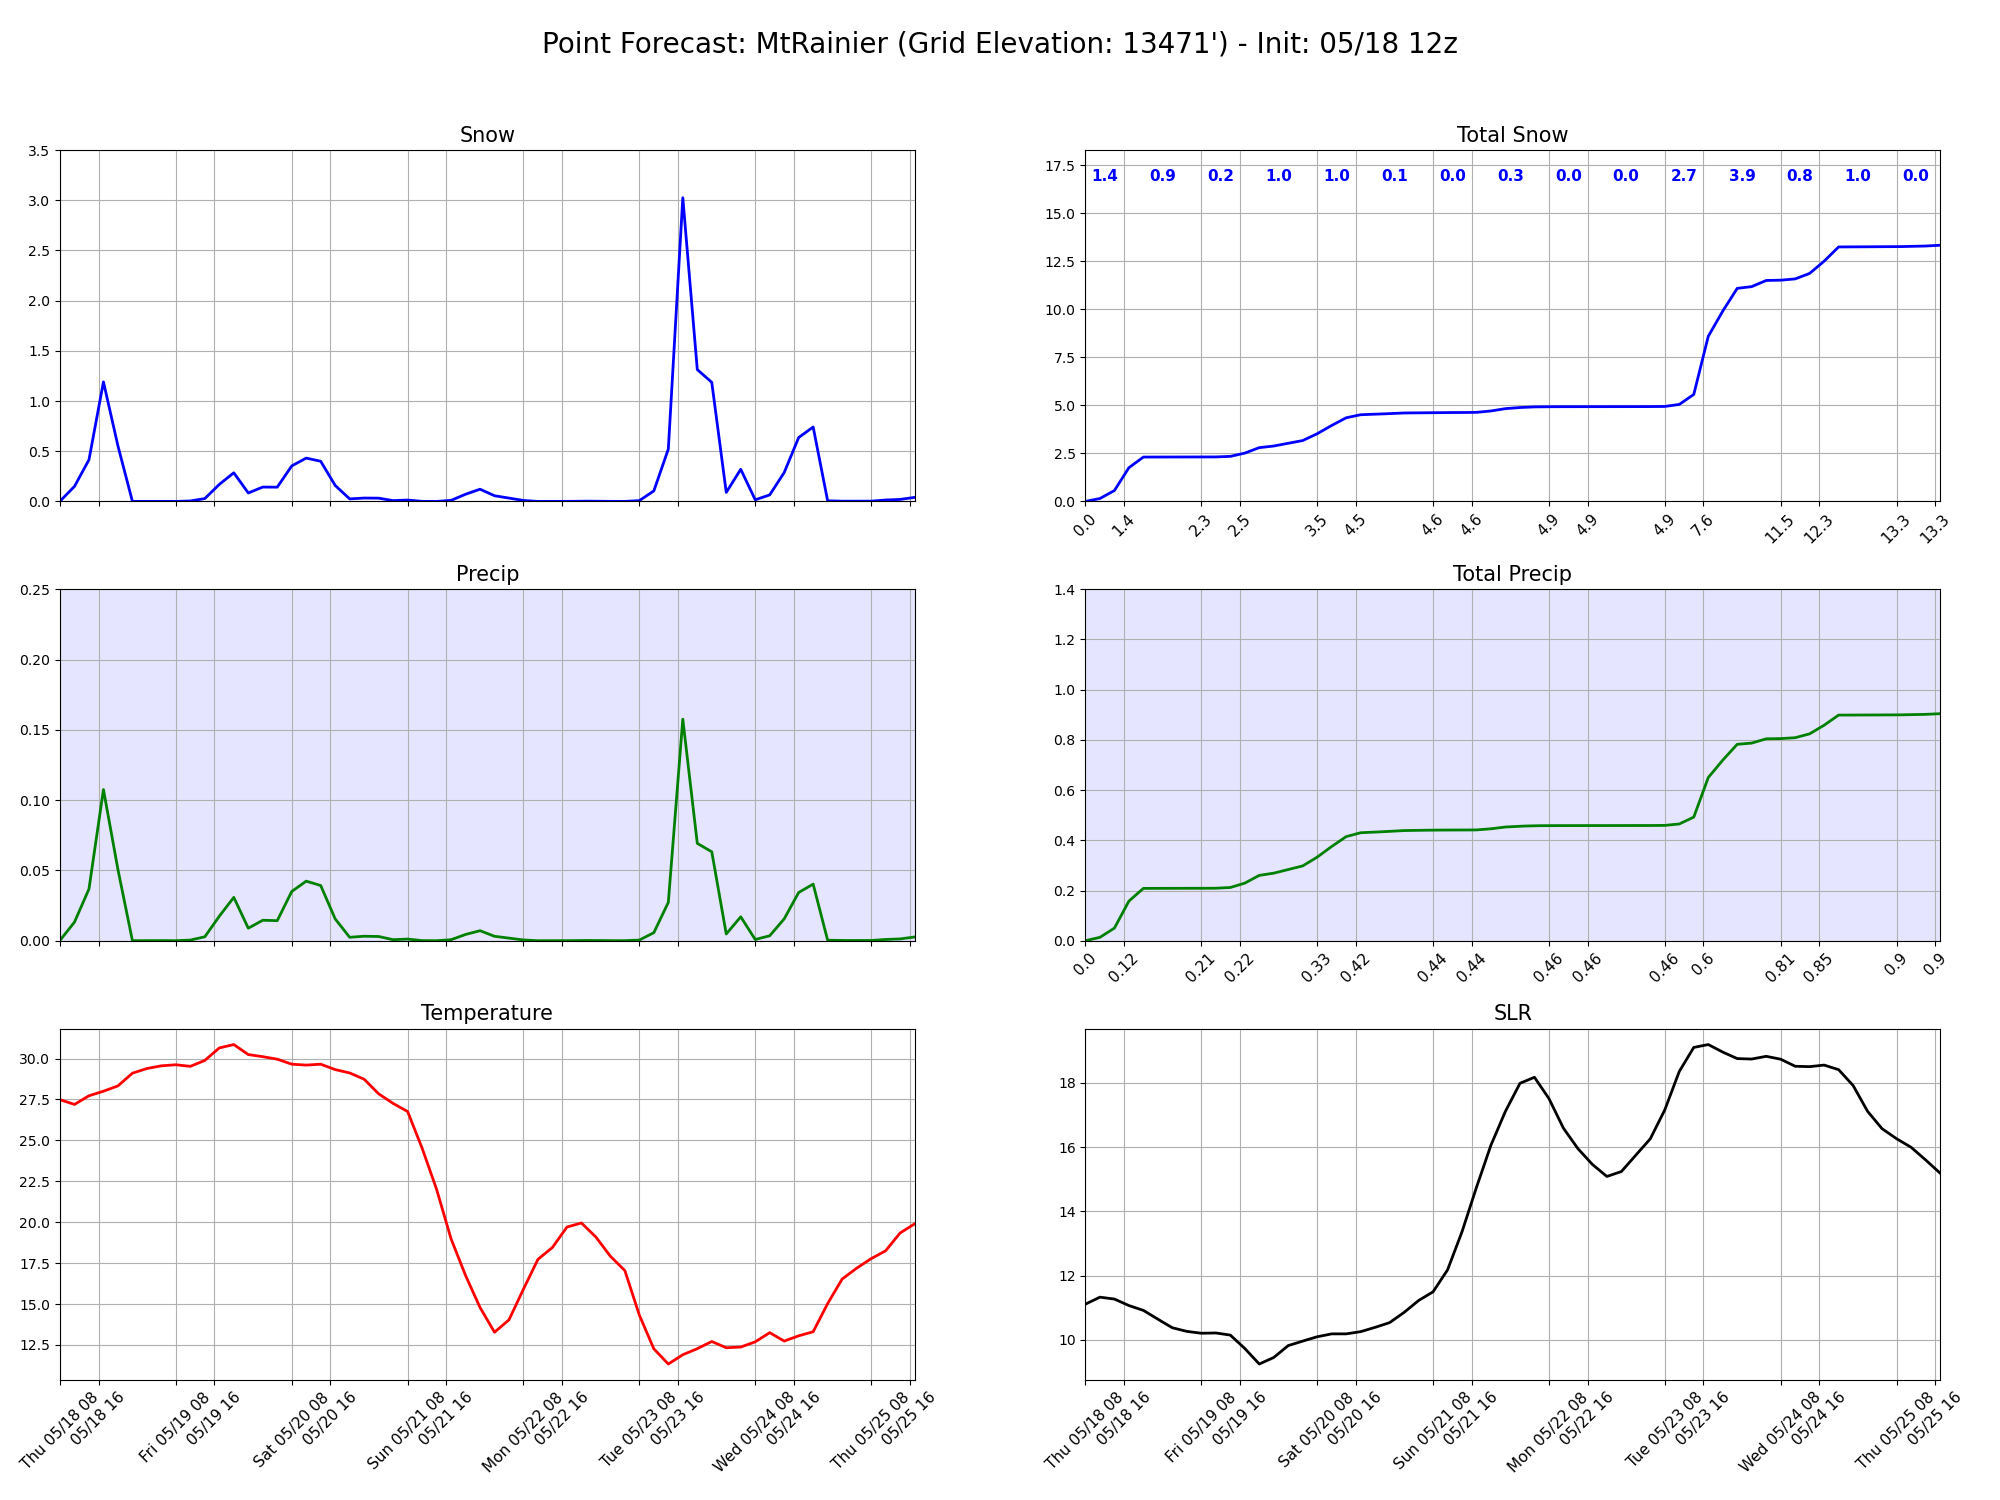 Point Forecast: MtRainier (Grid Elevation: 13471') - Init: 05/18 12z
Snow
3.5
3.0
2.5
2.0
1.5
1.0
0.5
0.0
Total Snow
17.5
15.0
12.5
10.0
7.5
5.0
2.5
0.0
1.4 0.9 0.2 1.0 1.0 0.1 0.0 0.3 0.0 0.0 2.7 3.9 0.8 1.0 0.0
0.0 1.4 2.3 2.5 3.5 4.5 4.6 4.6 4.9 4.9 4.9 7.6 11.5 12.3 13.3 13.3
Precip
0.25
0.20
0.15
0.10
0.05
0.00
Total Precip
1.4
1.2
1.0
0.8
0.6
0.4
0.2
0.0
0.0 0.12 0.21 0.22 0.33 0.42 0.44 0.44 0.46 0.46 0.46 0.6 0.81 0.85 0.9 0.9
Temperature
30.0
27.5
25.0
22.5
20.0
17.5
15.0
12.5
Thu 05/18 08
05/18 16
Fri 05/19 08
05/19 16
Sat 05/20 08
05/20 16
Sun 05/21 08
05/21 16
Mon 05/22 08
05/22 16
Tue 05/23 08
05/23 16
Wed 05/24 08
05/24 16
Thu 05/25 08
05/25 16
SLR
18
16
14
12
10
Thu 05/18 08
05/18 16
Fri 05/19 08
05/19 16
Sat 05/20 08
05/20 16
Sun 05/21 08
05/21 16
Mon 05/22 08
05/22 16
Tue 05/23 08
05/23 16
Wed 05/24 08
05/24 16
Thu 05/25 08
05/25 16